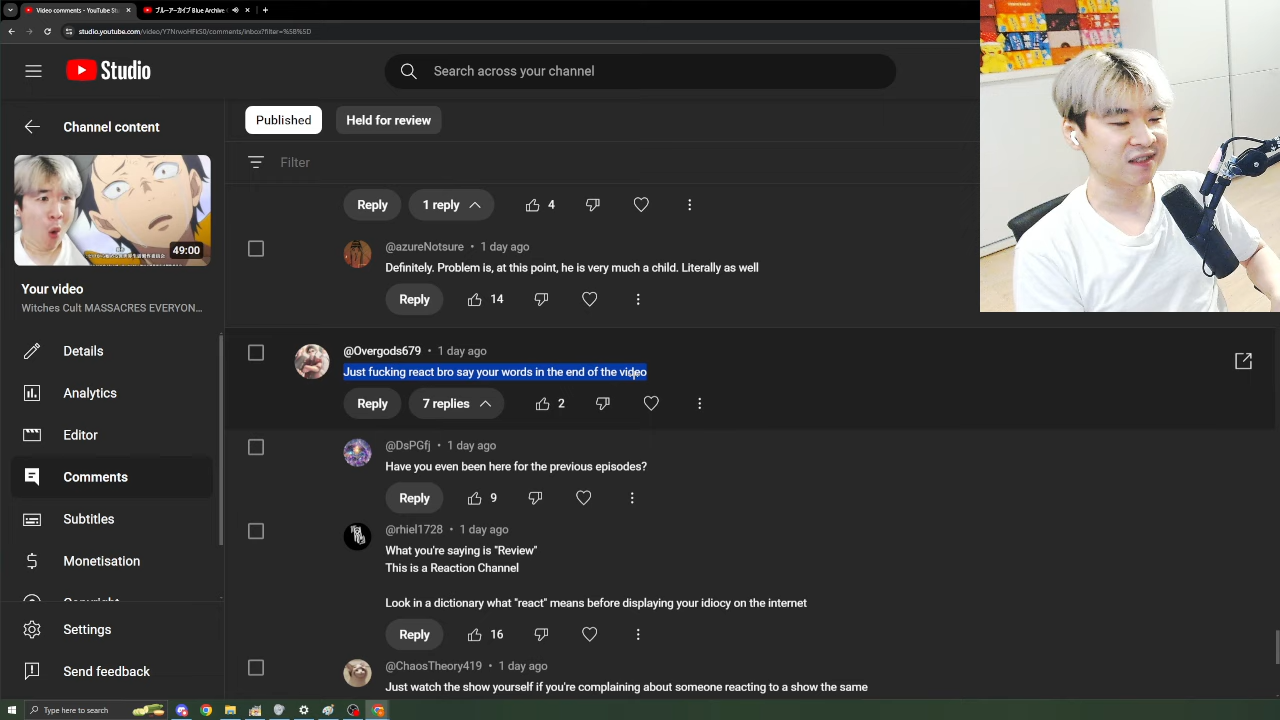 Video comments - YouTube St
ブルーアーカイブ Blue Archive
studio.youtube.com/video/Y7NrwoHFkS0/comments/inbox?filter=%5B%5D
Studio
Search across your channel
Channel content
49:00
Your video
Witches Cult MASSACRES EVERYON...
Details
Analytics
Editor
Comments
Subtitles
Monetisation
Settings
Send feedback
Published
Held for review
Filter
Reply
1 reply
4
@azureNotsure • 1 day ago
Definitely. Problem is, at this point, he is very much a child. Literally as well
Reply
14
@Overgods679 • 1 day ago
Just fucking react bro say your words in the end of the video
Reply
7 replies
2
@DsPGfj • 1 day ago
Have you even been here for the previous episodes?
Reply
9
@rhiel1728 • 1 day ago
What you're saying is "Review"
This is a Reaction Channel
Look in a dictionary what "react" means before displaying your idiocy on the internet
Reply
16
@ChaosTheory419 • 1 day ago
Just watch the show yourself if you're complaining about someone reacting to a show the same
Type here to search